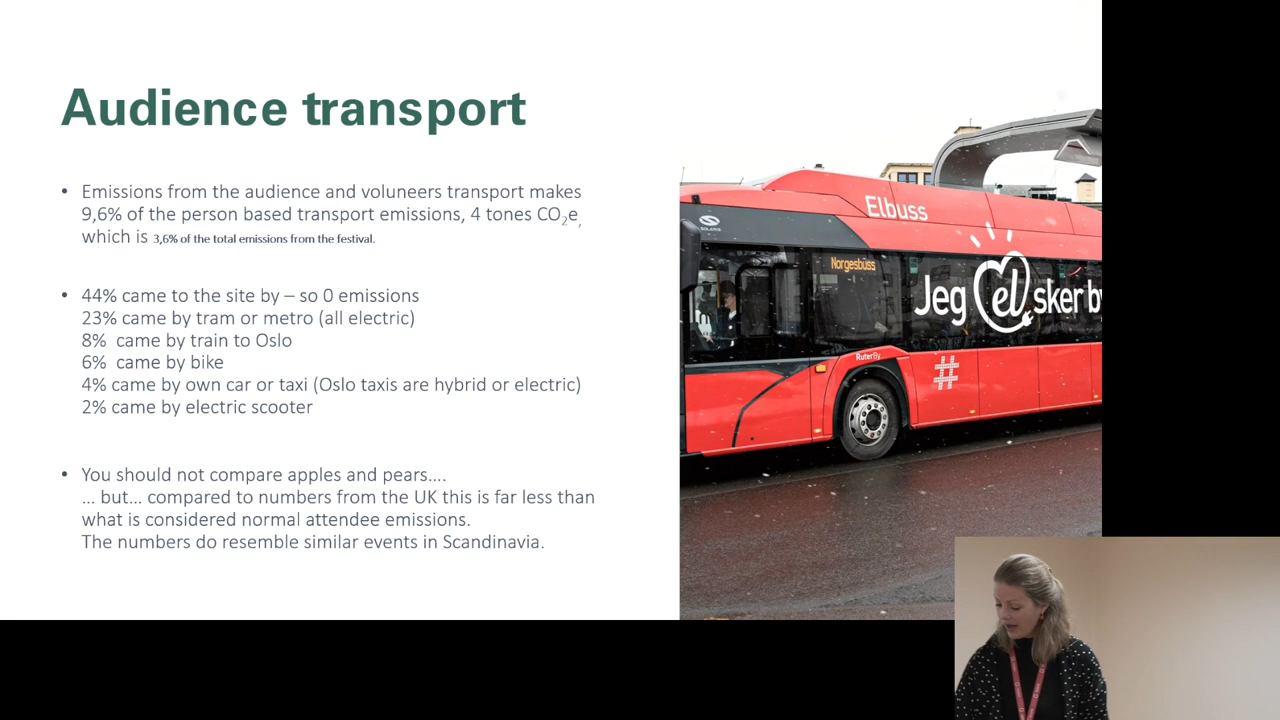 Audience transport
• Emissions from the audience and voluneers transport makes
9,6% of the person based transport emissions, 4 tones CO2e,
which is 3,6% of the total emissions from the festival.
• 44% came to the site by – so 0 emissions
23% came by tram or metro (all electric)
8% came by train to Oslo
6% came by bike
4% came by own car or taxi (Oslo taxis are hybrid or electric)
2% came by electric scooter
• You should not compare apples and pears....
... but... compared to numbers from the UK this is far less than
what is considered normal attendee emissions.
The numbers do resemble similar events in Scandinavia.
Elbuss
SOLARIS
Norgesbuss
Jeg el sker by
RuterBy
#